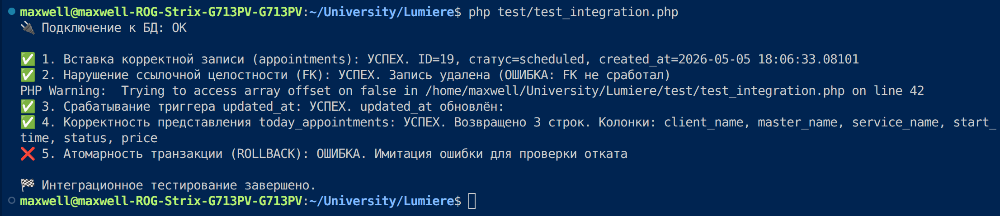 maxwell@maxwell-ROG-Strix-G713PV-G713PV:~/University/Lumiere$ php test/test_integration.php
🔌 Подключение к БД: OK
✅ 1. Вставка корректной записи (appointments): УСПЕХ. ID=19, статус=scheduled, created_at=2026-05-05 18:06:33.08101
✅ 2. Нарушение ссылочной целостности (FK): УСПЕХ. Запись удалена (ОШИБКА: FK не сработал)
PHP Warning:  Trying to access array offset on false in /home/maxwell/University/Lumiere/test/test_integration.php on line 42
✅ 3. Срабатывание триггера updated_at: УСПЕХ. updated_at обновлён:
✅ 4. Корректность представления today_appointments: УСПЕХ. Возвращено 3 строк. Колонки: client_name, master_name, service_name, start_
time, status, price
❌ 5. Атомарность транзакции (ROLLBACK): ОШИБКА. Имитация ошибки для проверки отката
🏁 Интеграционное тестирование завершено.
maxwell@maxwell-ROG-Strix-G713PV-G713PV:~/University/Lumiere$